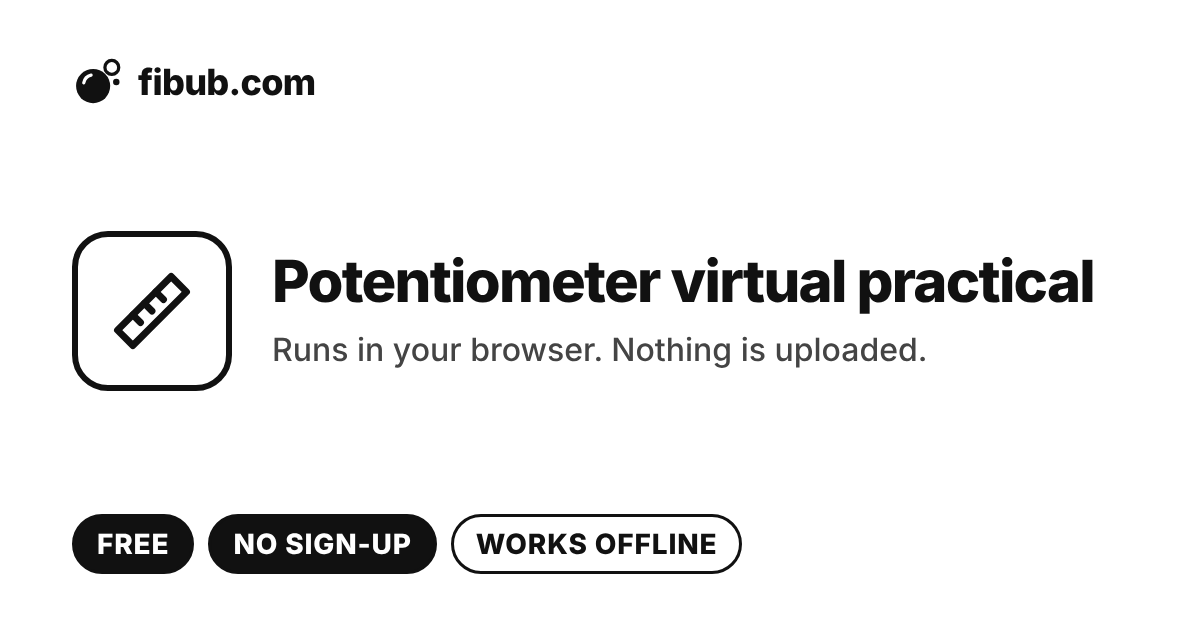 fibub.com
Potentiometer virtual practical
Runs in your browser. Nothing is uploaded.
FREE
NO SIGN-UP
WORKS OFFLINE